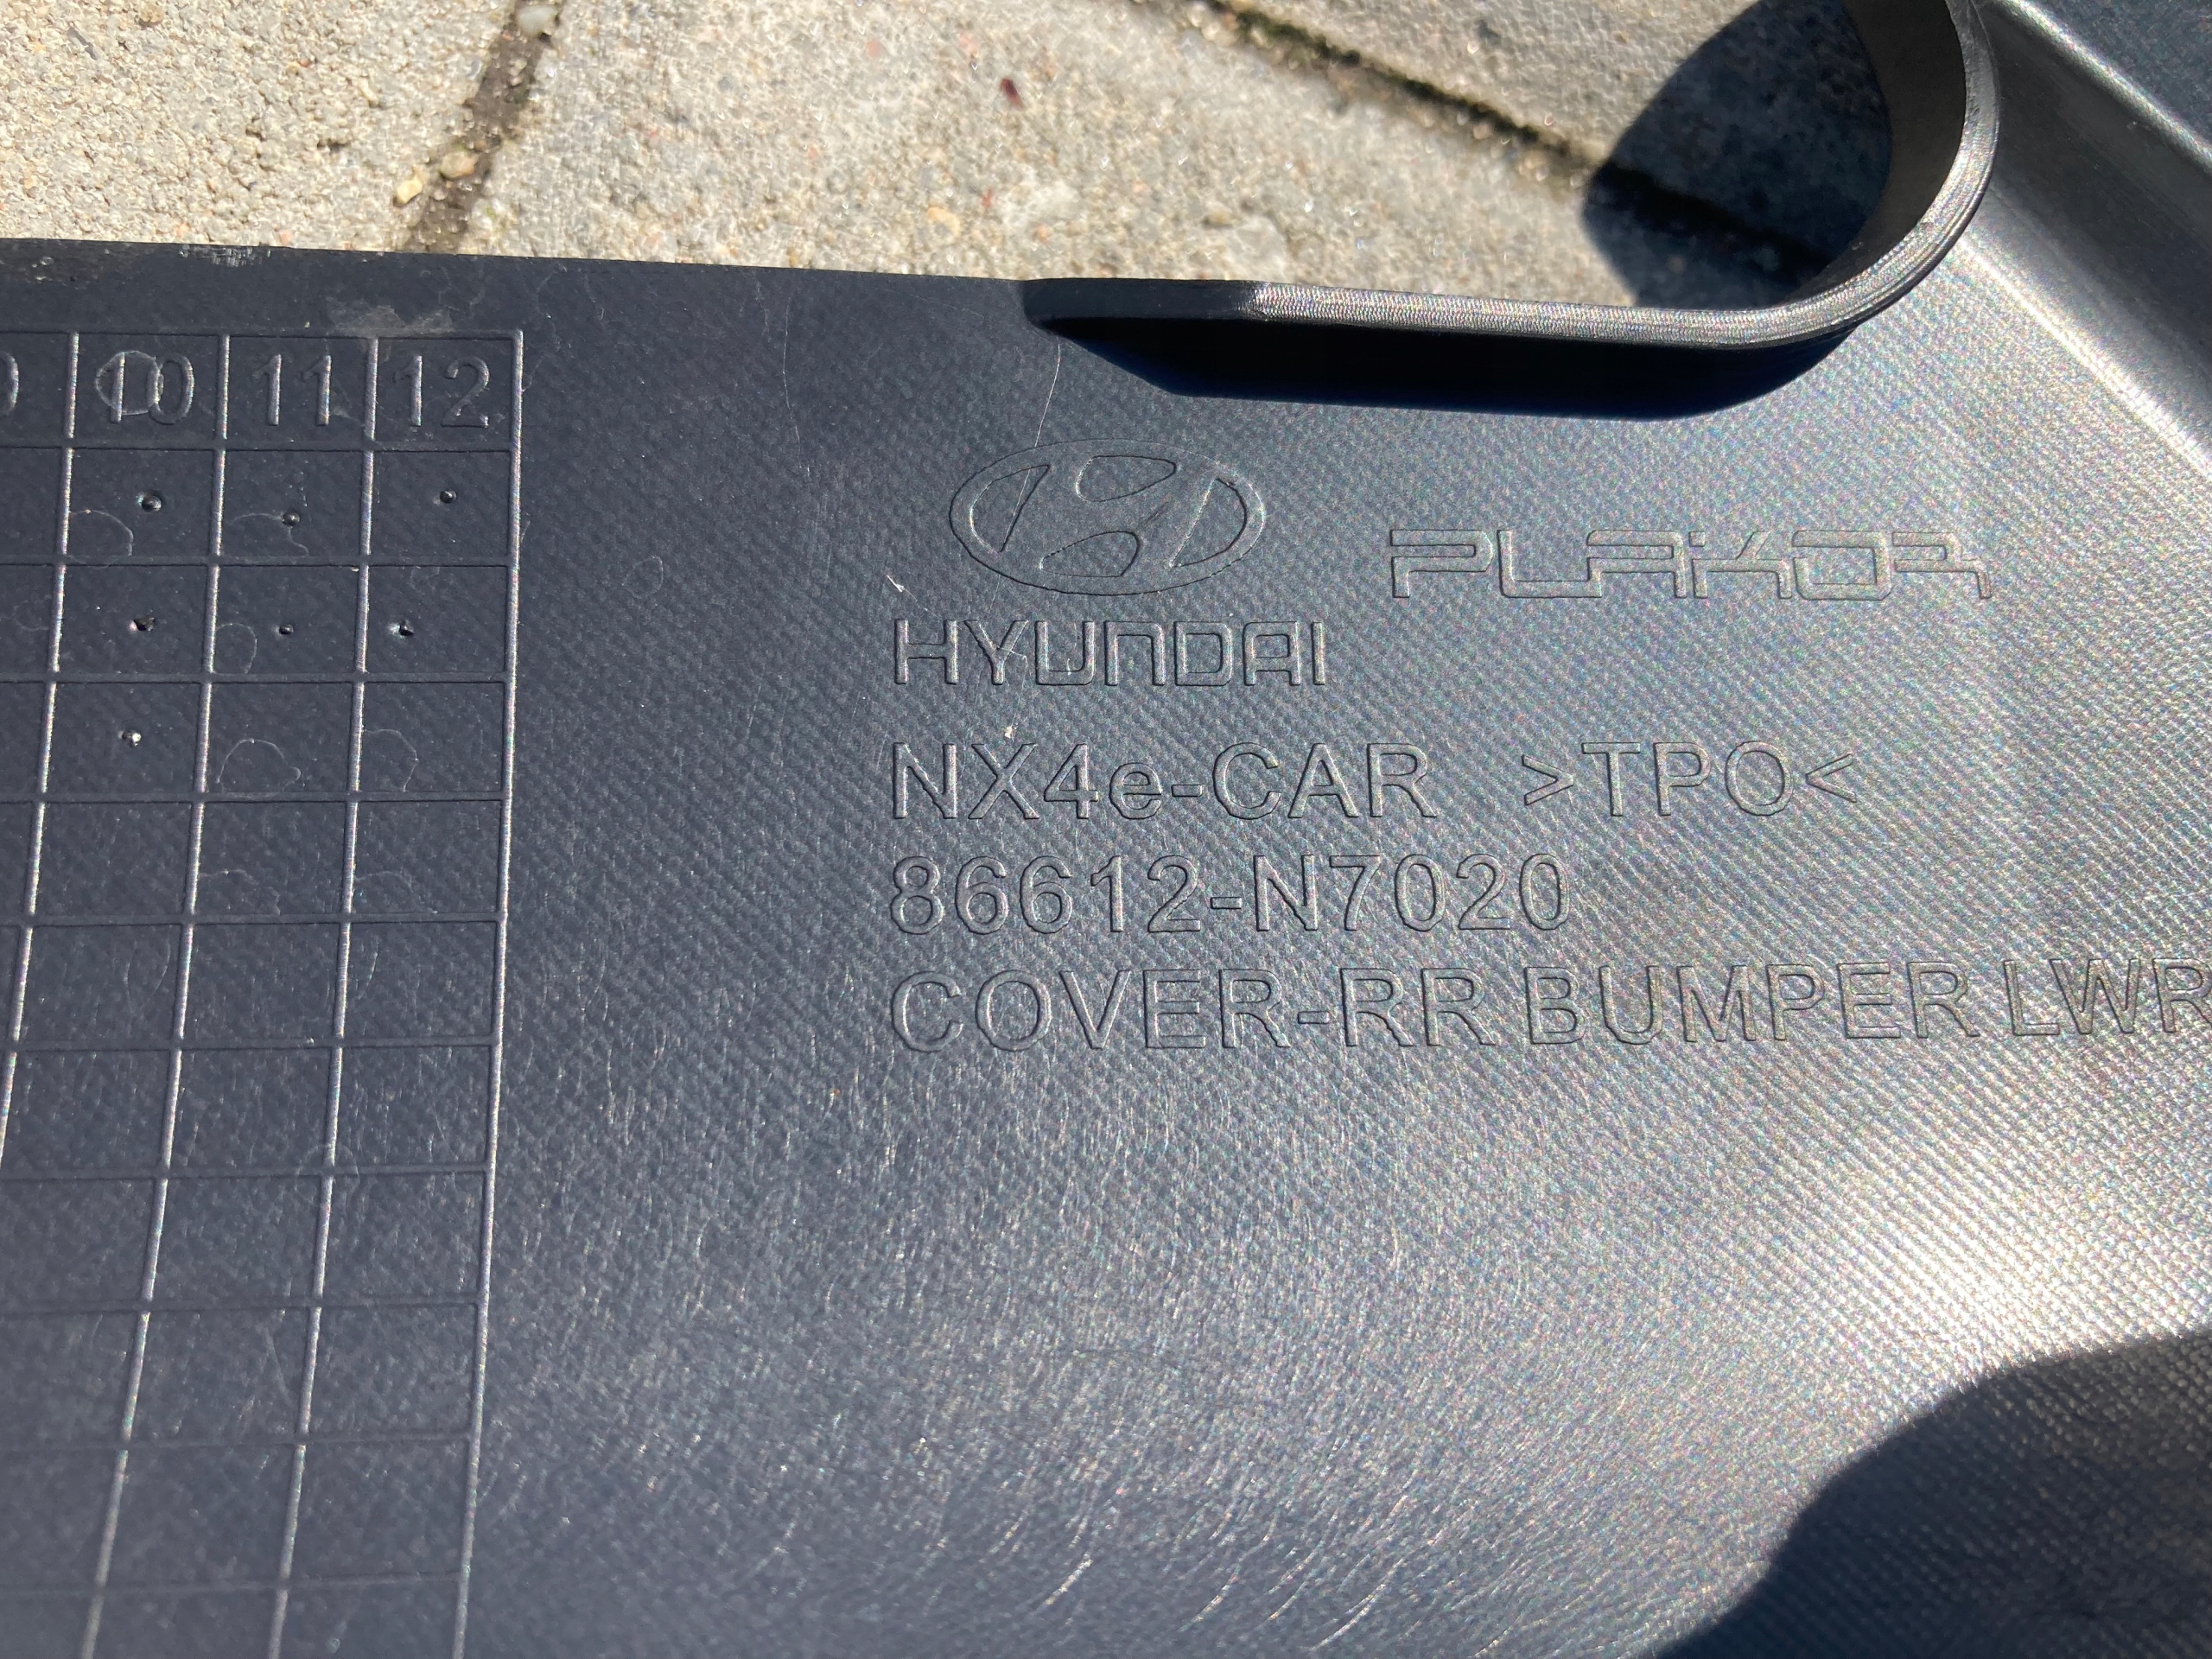 10 11 12
PLAKOR
HYUNDAI
NX4e-CAR >TPO<
86612-N7020
COVER-RR BUMPER LWR